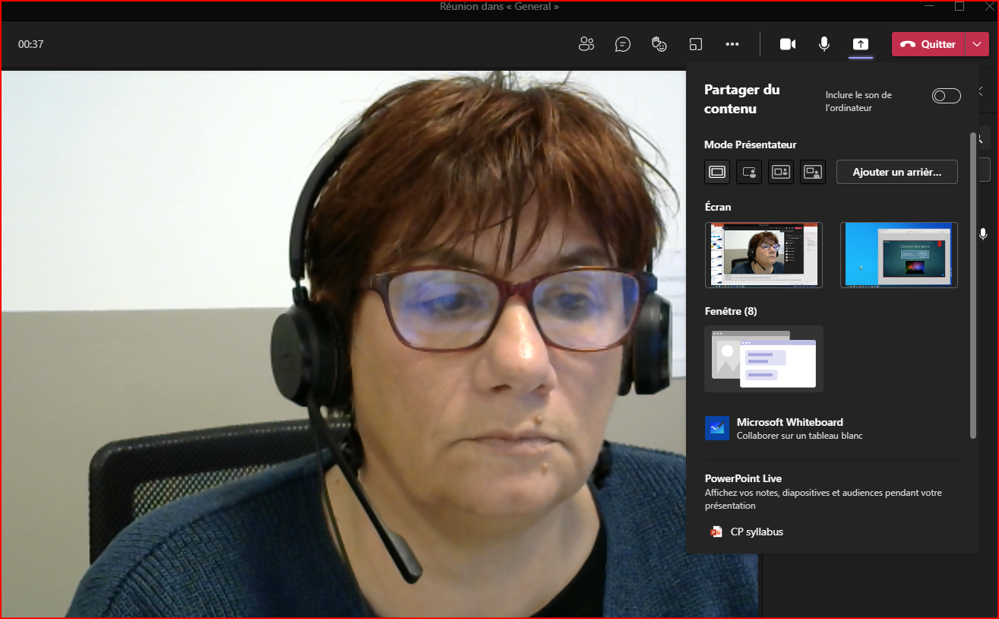 Réunion dans « General »
00:37
Quitter
Partager du
contenu
Inclure le son de
l'ordinateur
Mode Présentateur
Ajouter un arrièr...
Écran
Fenêtre (8)
Microsoft Whiteboard
Collaborer sur un tableau blanc
PowerPoint Live
Affichez vos notes, diapositives et audiences pendant votre
présentation
CP syllabus